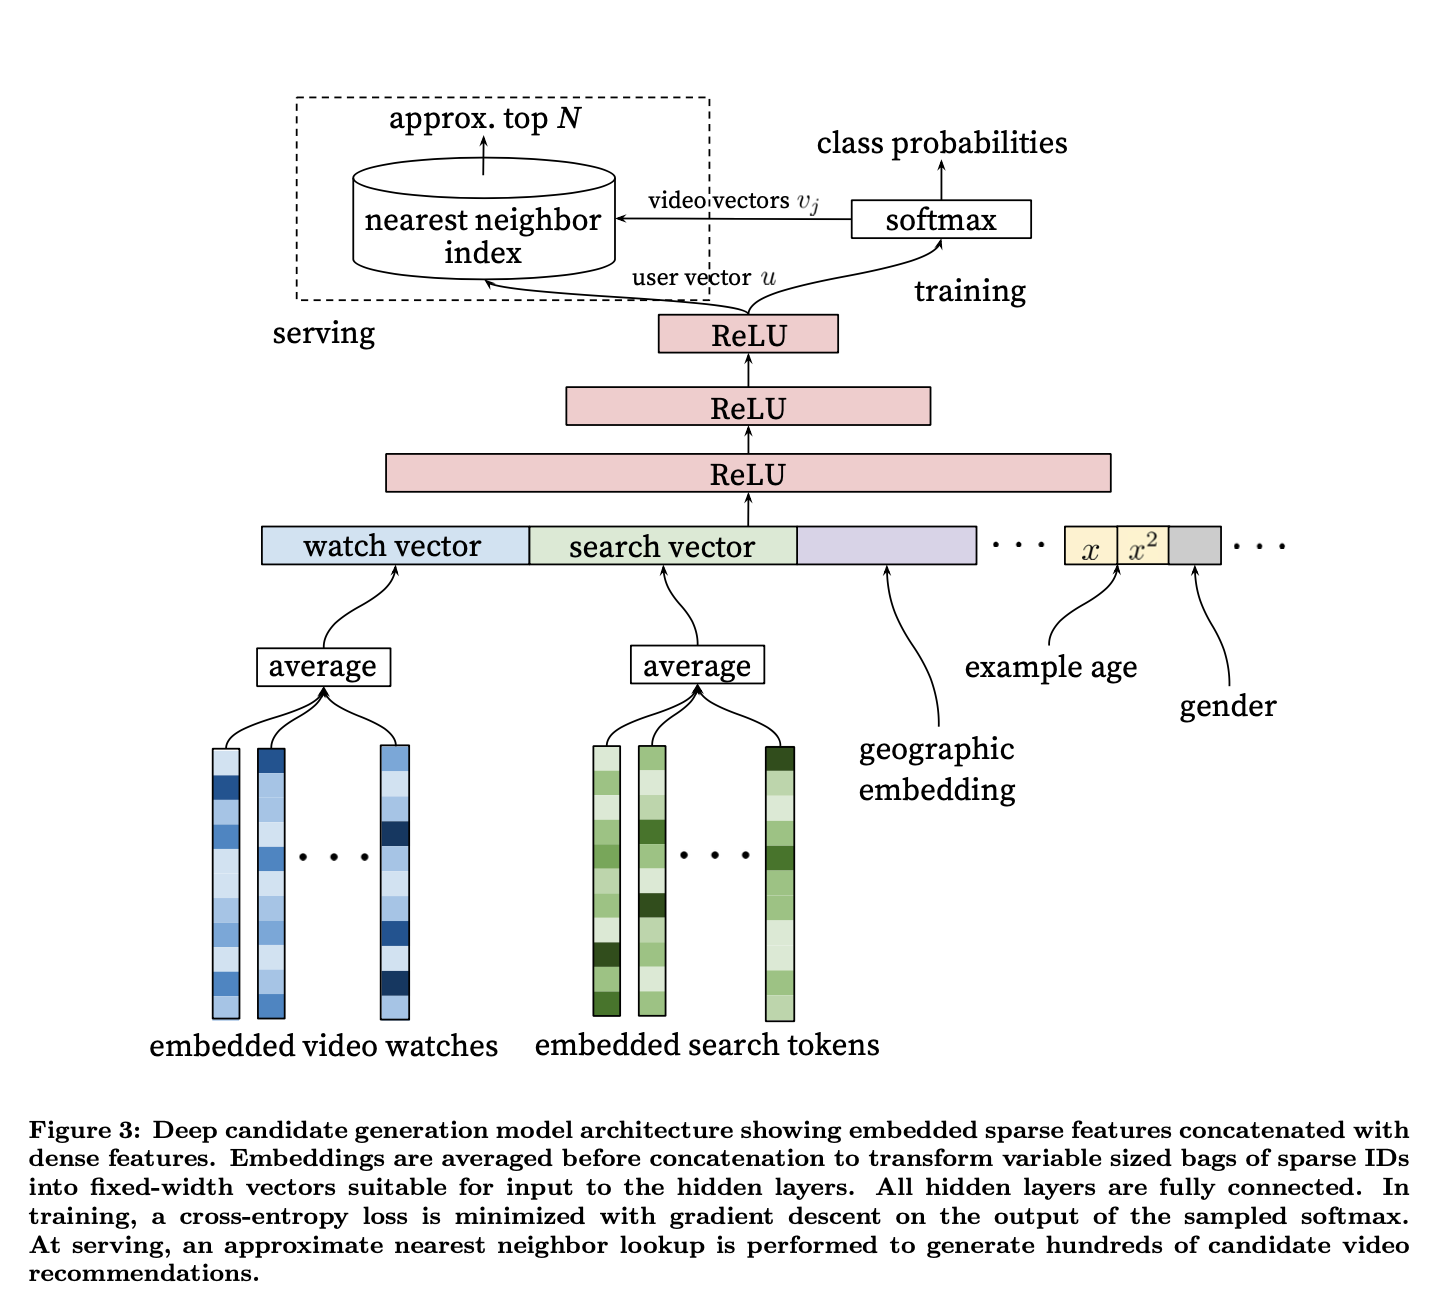 approx. top N
class probabilities
video vectors v_j
softmax
nearest neighbor
index
user vector u
training
serving
ReLU
ReLU
ReLU
watch vector
search vector
. . .
x
x²
. . .
average
average
example age
gender
geographic
embedding
. . .
. . .
embedded video watches
embedded search tokens
Figure 3: Deep candidate generation model architecture showing embedded sparse features concatenated with
dense features. Embeddings are averaged before concatenation to transform variable sized bags of sparse IDs
into fixed-width vectors suitable for input to the hidden layers. All hidden layers are fully connected. In
training, a cross-entropy loss is minimized with gradient descent on the output of the sampled softmax.
At serving, an approximate nearest neighbor lookup is performed to generate hundreds of candidate video
recommendations.